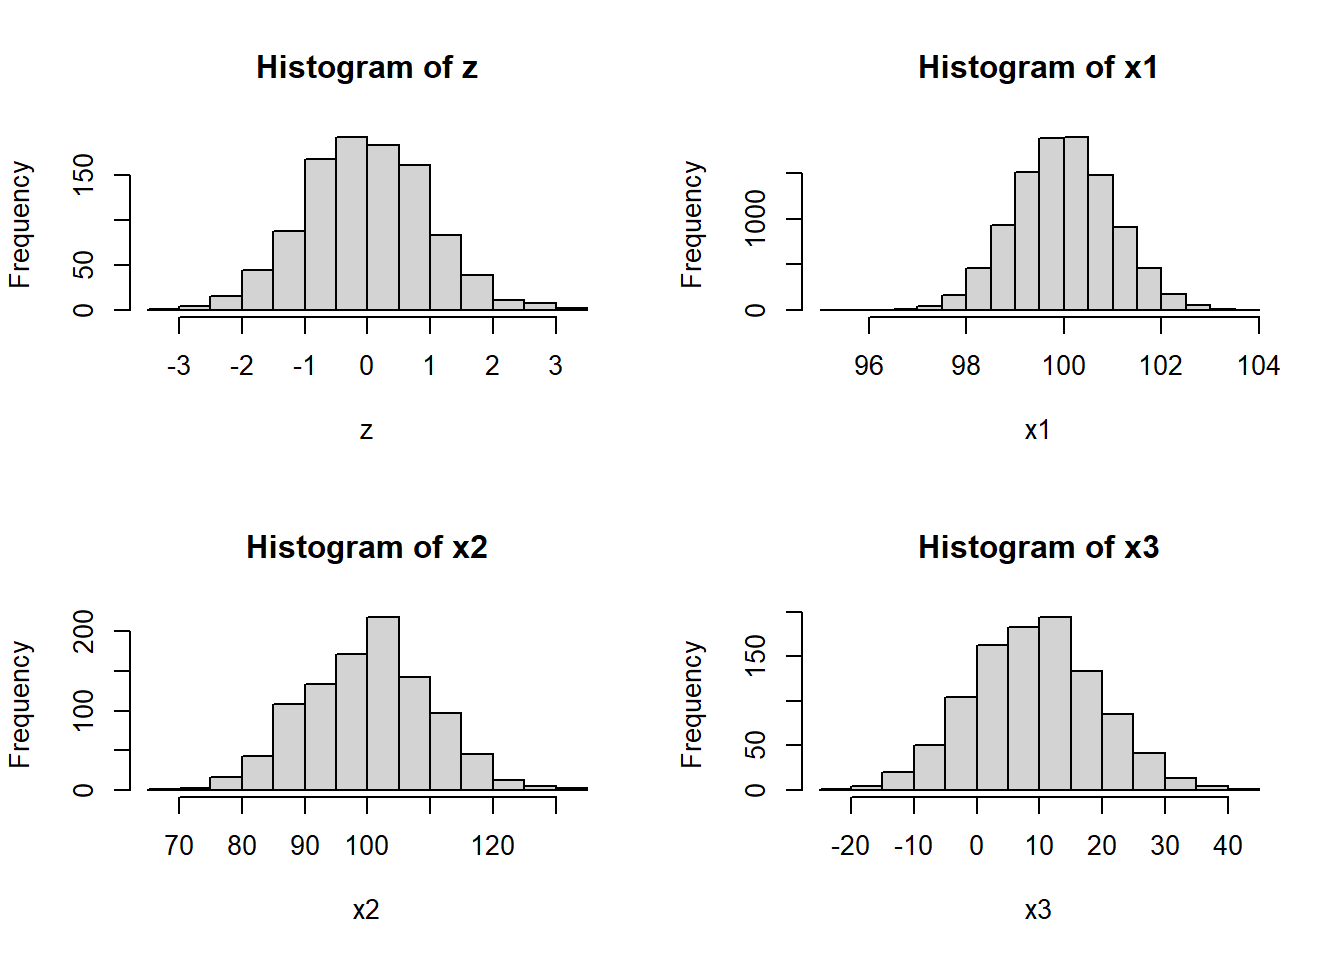 Histogram of z
Frequency
0
50
150
-3 -2 -1 0 1 2 3
z
Histogram of x1
Frequency
0
1000
96 98 100 102 104
x1
Histogram of x2
Frequency
0
100
200
70 80 90 100 120
x2
Histogram of x3
Frequency
0
50
150
-20 -10 0 10 20 30 40
x3